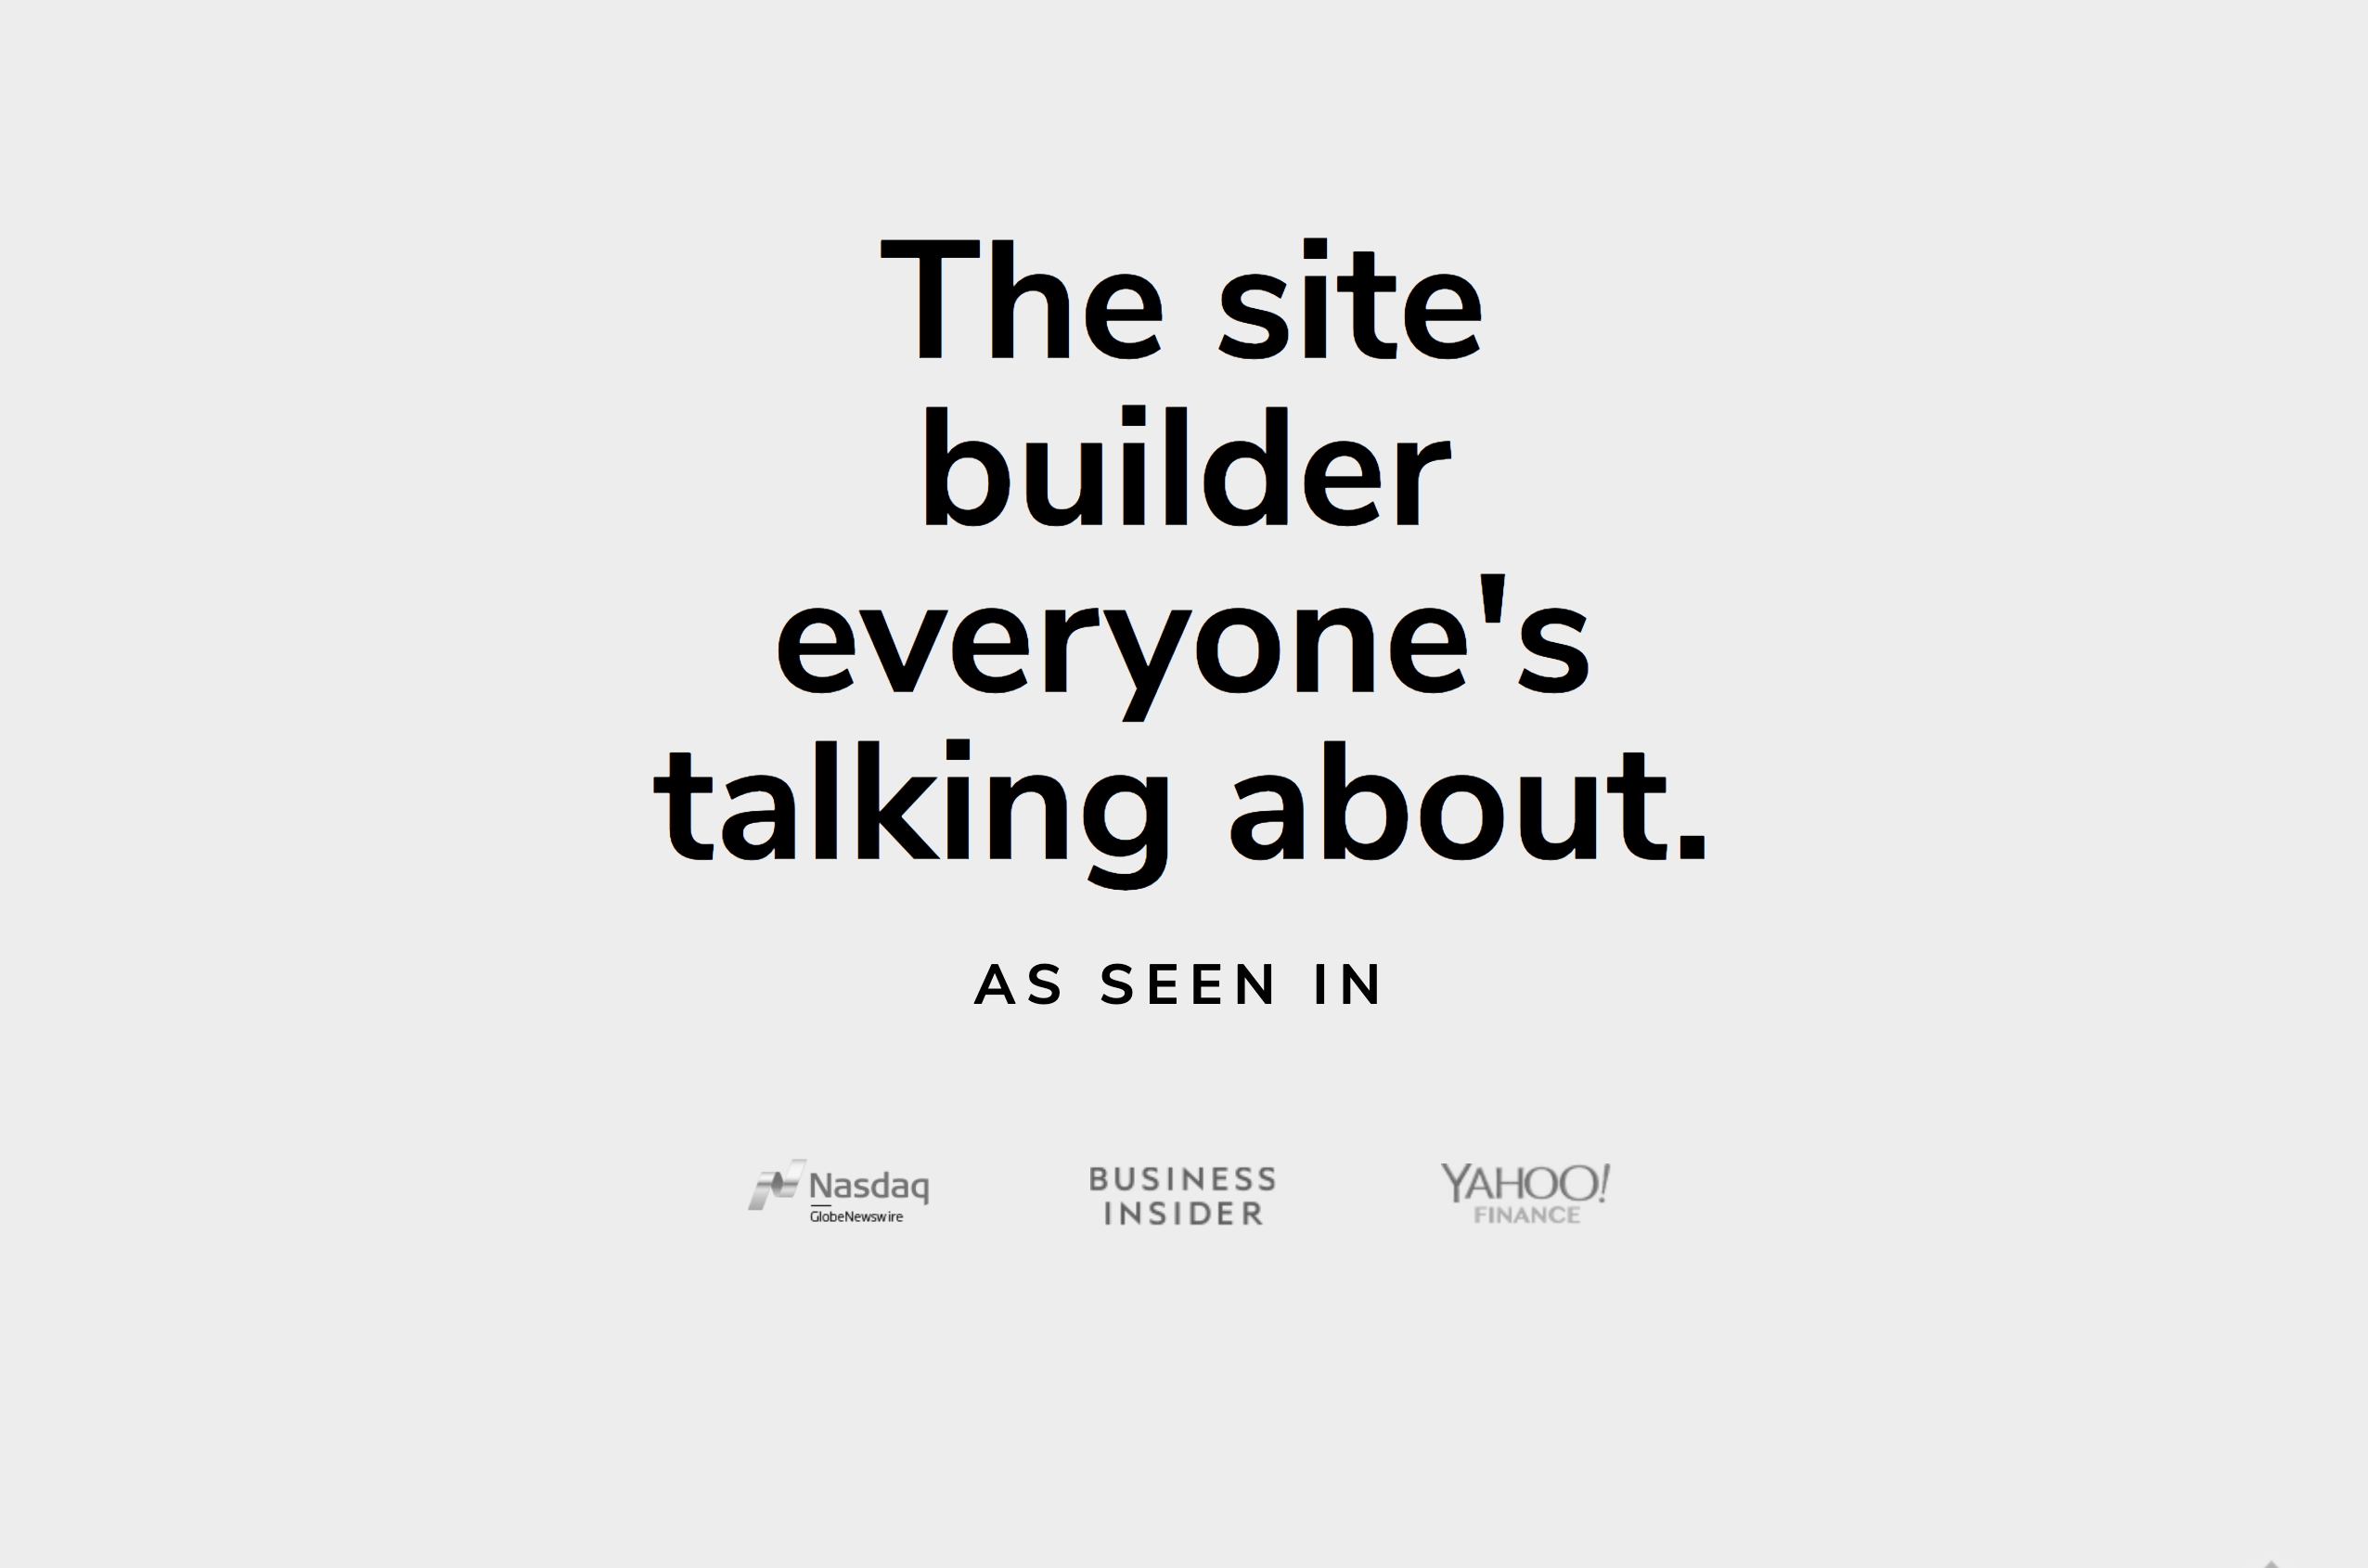 The site
builder
everyone's
talking about.
AS SEEN IN
Nasdaq
GlobeNewswire
BUSINESS
INSIDER
YAHOO!
FINANCE